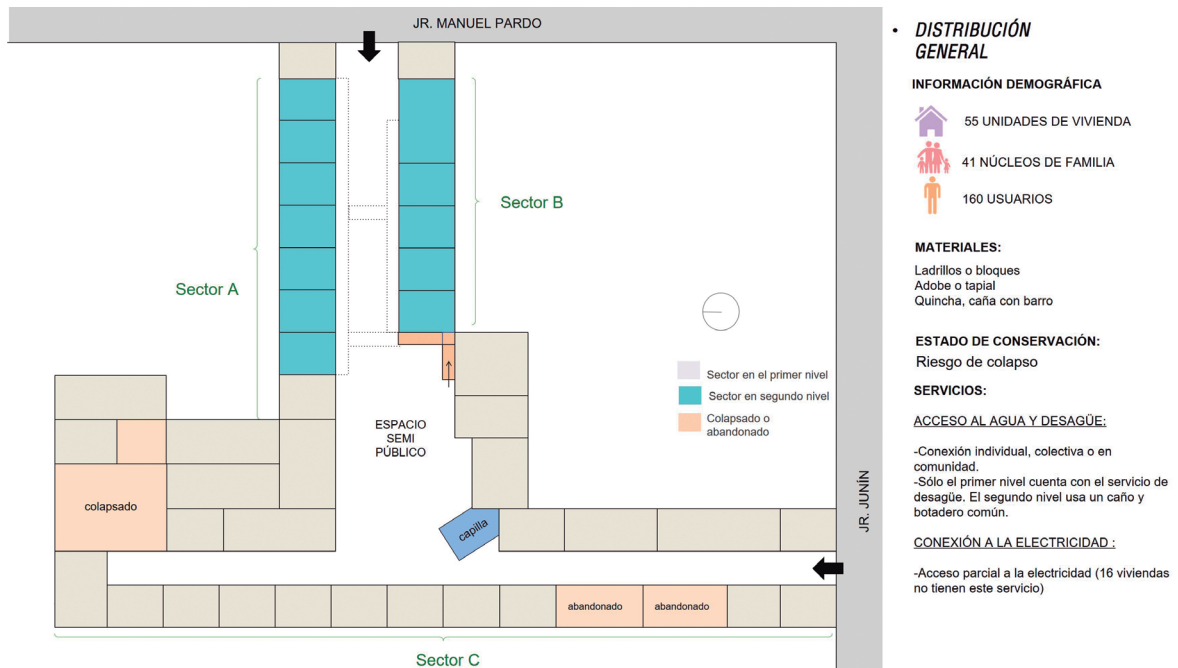 JR. MANUEL PARDO
Sector B
Sector A
ESPACIO
SEMI
PÚBLICO
Sector en el primer nivel
Sector en segundo nivel
Colapsado o
abandonado
colapsado
capilla
abandonado
abandonado
Sector C
JR. JUNÍN
• DISTRIBUCIÓN
GENERAL
INFORMACIÓN DEMOGRÁFICA
55 UNIDADES DE VIVIENDA
41 NÚCLEOS DE FAMILIA
160 USUARIOS
MATERIALES:
Ladrillos o bloques
Adobe o tapial
Quincha, caña con barro
ESTADO DE CONSERVACIÓN:
Riesgo de colapso
SERVICIOS:
ACCESO AL AGUA Y DESAGÜE:
-Conexión individual, colectiva o en
comunidad.
-Sólo el primer nivel cuenta con el servicio de
desagüe. El segundo nivel usa un caño y
botadero común.
CONEXIÓN A LA ELECTRICIDAD :
-Acceso parcial a la electricidad (16 viviendas
no tienen este servicio)